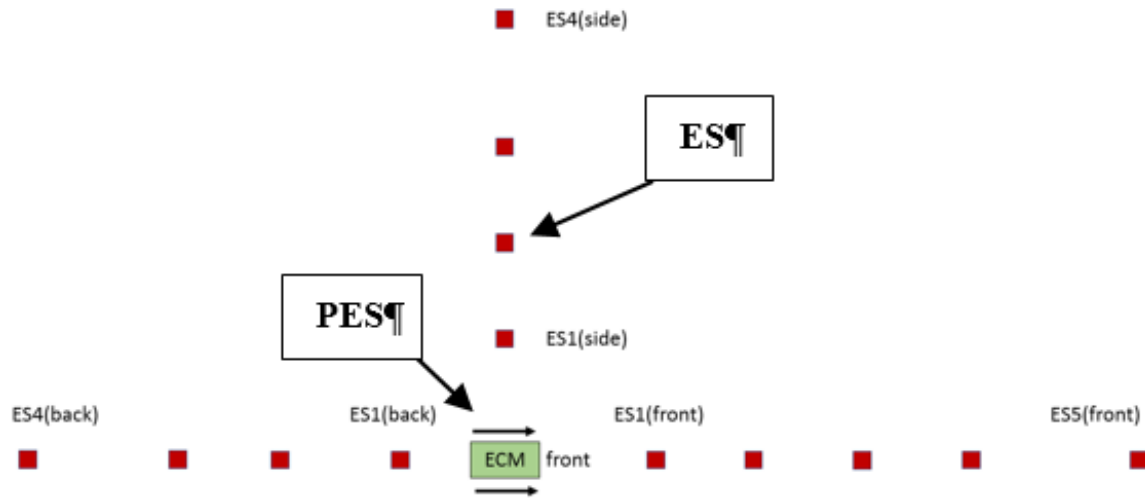 ES4(side)
ES¶
PES¶
ES1(side)
ES4(back)
ES1(back)
ES1(front)
ES5(front)
ECM
front